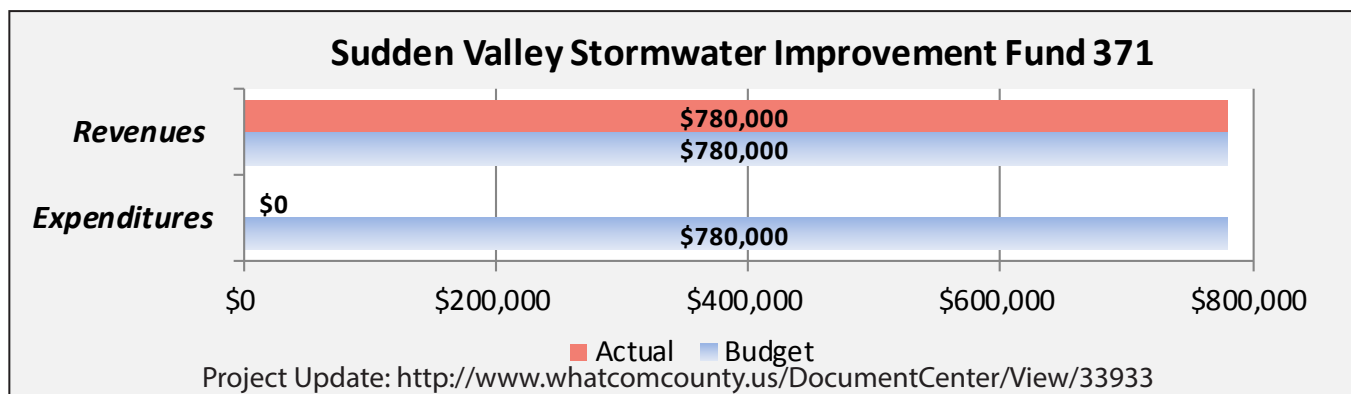 Sudden Valley Stormwater Improvement Fund 371
Revenues
$780,000
$780,000
Expenditures
$0
$780,000
$0 $200,000 $400,000 $600,000 $800,000
Actual Budget
Project Update: http://www.whatcomcounty.us/DocumentCenter/View/33933